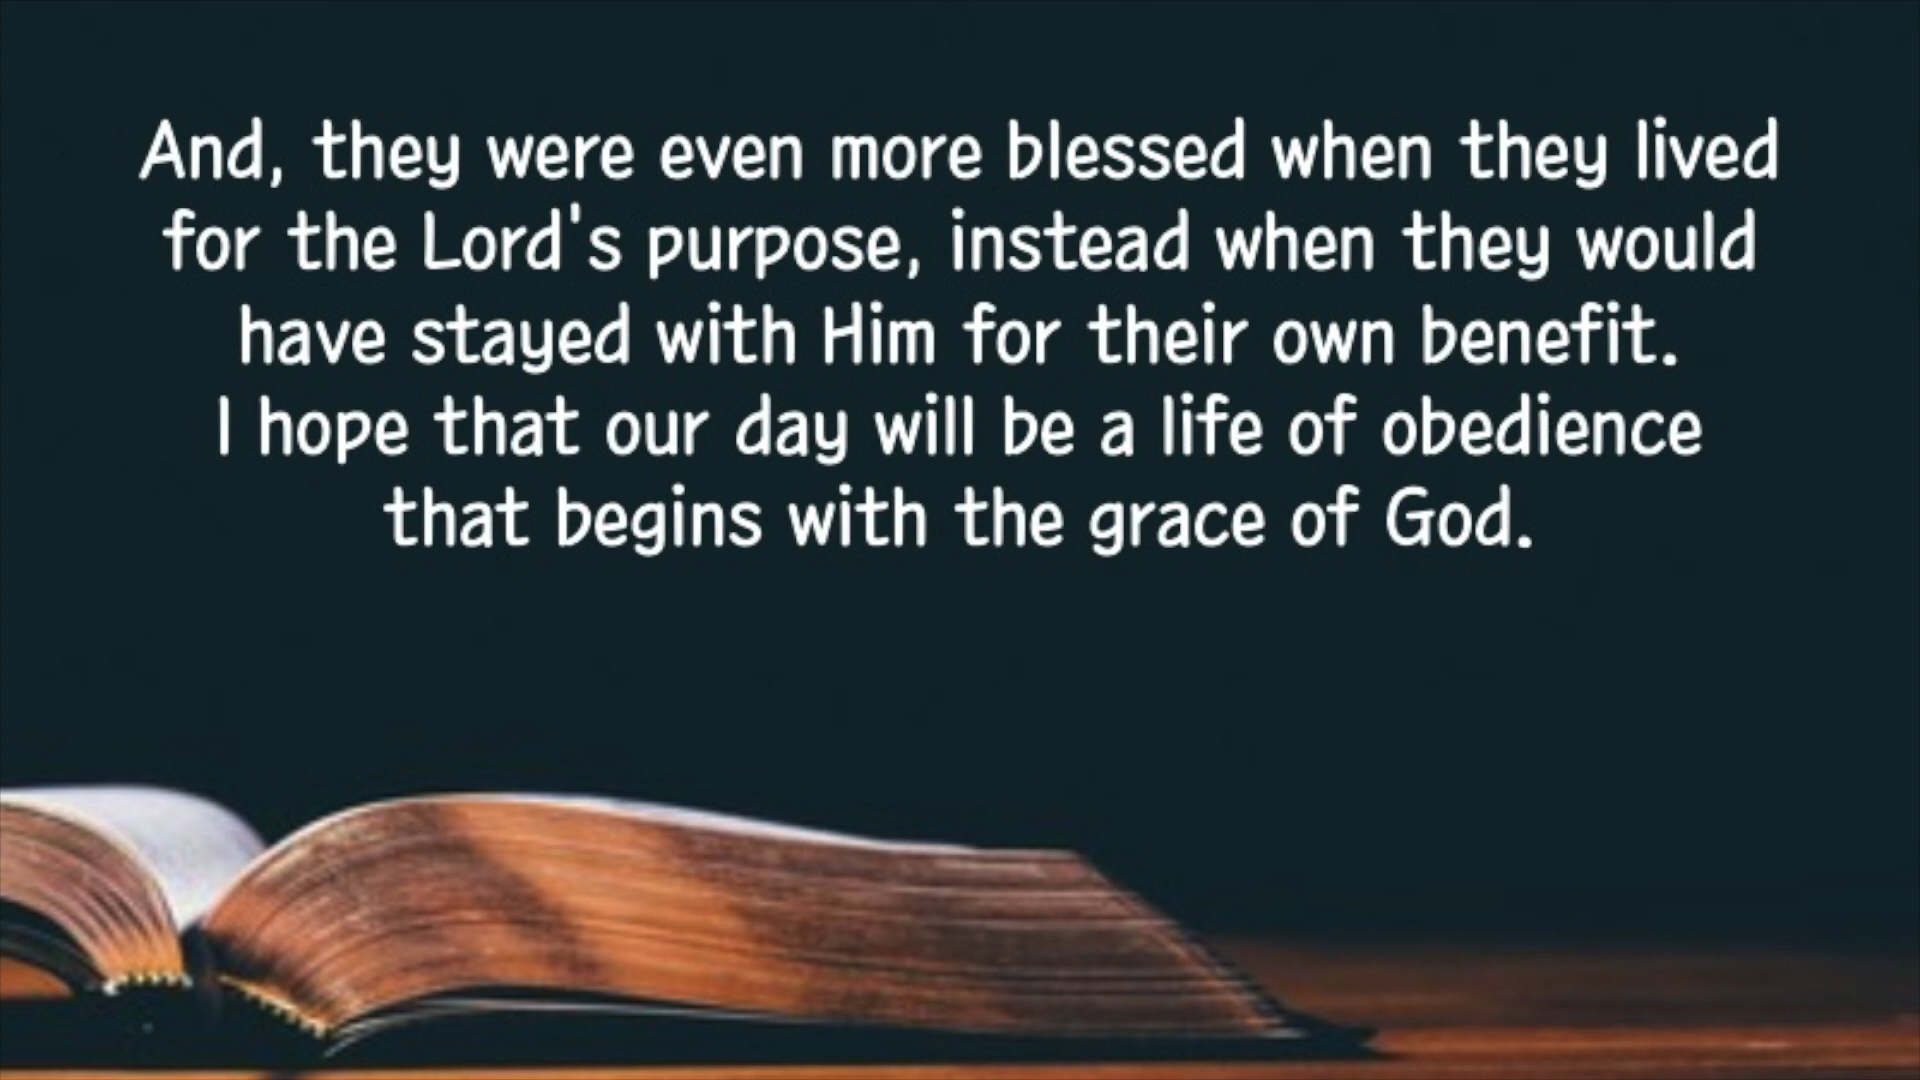 And, they were even more blessed when they lived
for the Lord's purpose, instead when they would
have stayed with Him for their own benefit.
I hope that our day will be a life of obedience
that begins with the grace of God.